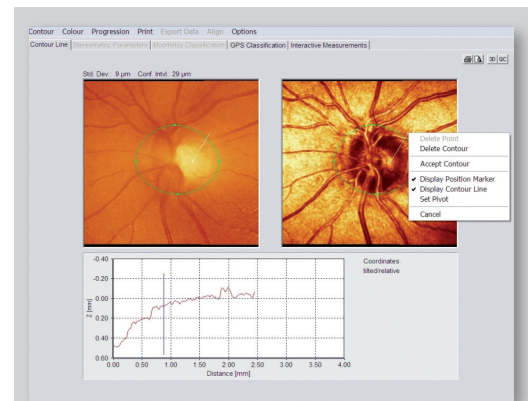 Contour Colour Progression Print Export Data Align Options
Contour Line Stereometric Parameters Moorfields Classification GPS Classification Interactive Measurements
3D QC
Std. Dev: 9 µm Conf. Intvl: 29 µm
Delete Point
Delete Contour
Accept Contour
Display Position Marker
Display Contour Line
Set Pivot
Cancel
Coordinates:
tilted/relative
-0.40
-0.20
0.00
0.20
0.40
0.60
Z [mm]
0.00 0.50 1.00 1.50 2.00 2.50 3.00 3.50 4.00
Distance [mm]